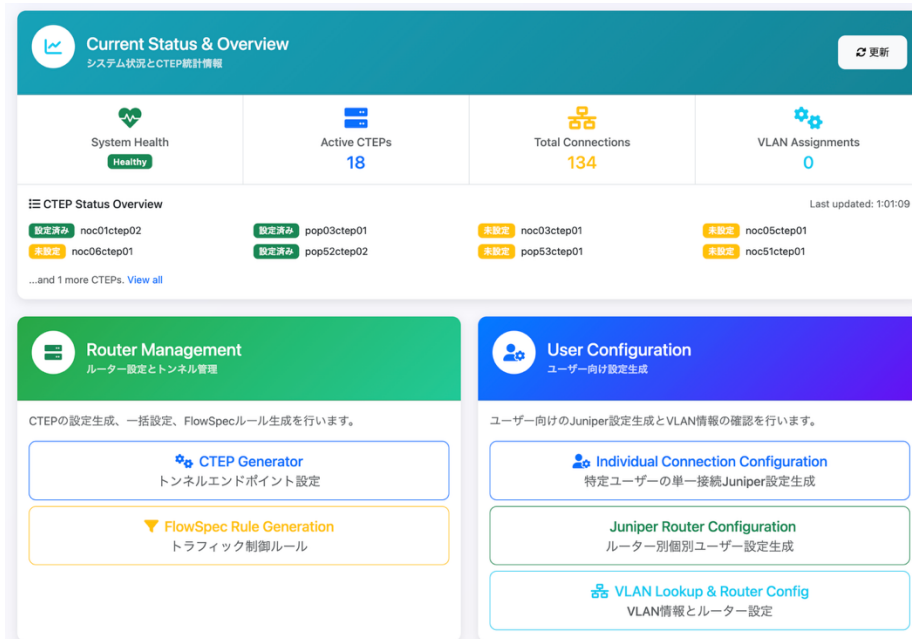 Current Status & Overview
システム状況とCTEP統計情報
更新
System Health
Healthy
Active CTEPs
18
Total Connections
134
VLAN Assignments
0
CTEP Status Overview
Last updated: 1:01:09
設定済み noc01ctep02
設定済み pop03ctep01
未設定 noc03ctep01
未設定 noc05ctep01
未設定 noc06ctep01
設定済み pop52ctep02
未設定 pop53ctep01
未設定 noc51ctep01
...and 1 more CTEPs. View all
Router Management
ルーター設定とトンネル管理
CTEPの設定生成、一括設定、FlowSpecルール生成を行います。
CTEP Generator
トンネルエンドポイント設定
FlowSpec Rule Generation
トラフィック制御ルール
User Configuration
ユーザー向け設定生成
ユーザー向けのJuniper設定生成とVLAN情報の確認を行います。
Individual Connection Configuration
特定ユーザーの単一接続Juniper設定生成
Juniper Router Configuration
ルーター別個別ユーザー設定生成
VLAN Lookup & Router Config
VLAN情報とルーター設定